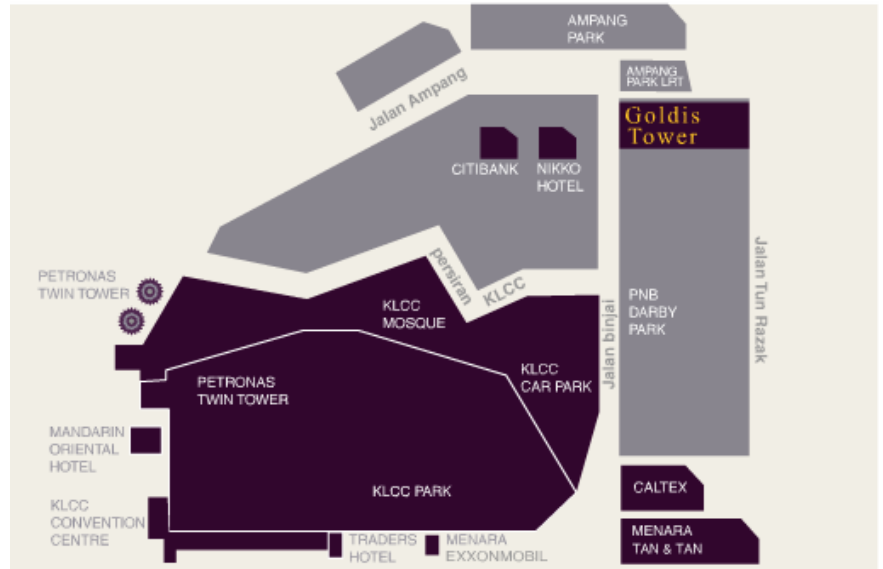 AMPANG
PARK
AMPANG
PARK LRT
Jalan Ampang
Goldis
Tower
CITIBANK
NIKKO
HOTEL
persiran
KLCC
PETRONAS
TWIN TOWER
KLCC
MOSQUE
PNB
DARBY
PARK
Jalan binjai
Jalan Tun Razak
KLCC
CAR PARK
PETRONAS
TWIN TOWER
MANDARIN
ORIENTAL
HOTEL
KLCC PARK
CALTEX
KLCC
CONVENTION
CENTRE
TRADERS
HOTEL
MENARA
EXXONMOBIL
MENARA
TAN & TAN